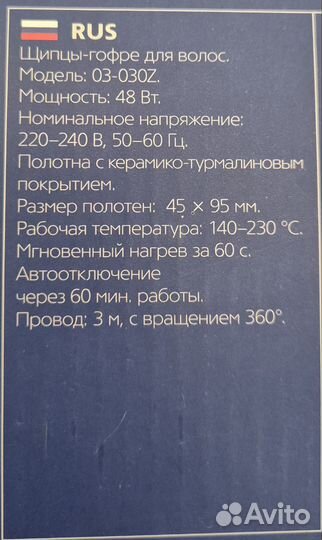 RUS
Щипцы-гофре для волос.
Модель: 03-030Z.
Мощность: 48 Вт.
Номинальное напряжение:
220–240 В, 50–60 Гц.
Полотна с керамико-турмалиновым
покрытием.
Размер полотен: 45 × 95 мм.
Рабочая температура: 140–230 °С.
Мгновенный нагрев за 60 с.
Автоотключение
через 60 мин. работы.
Провод: 3 м, с вращением 360°.
Avito